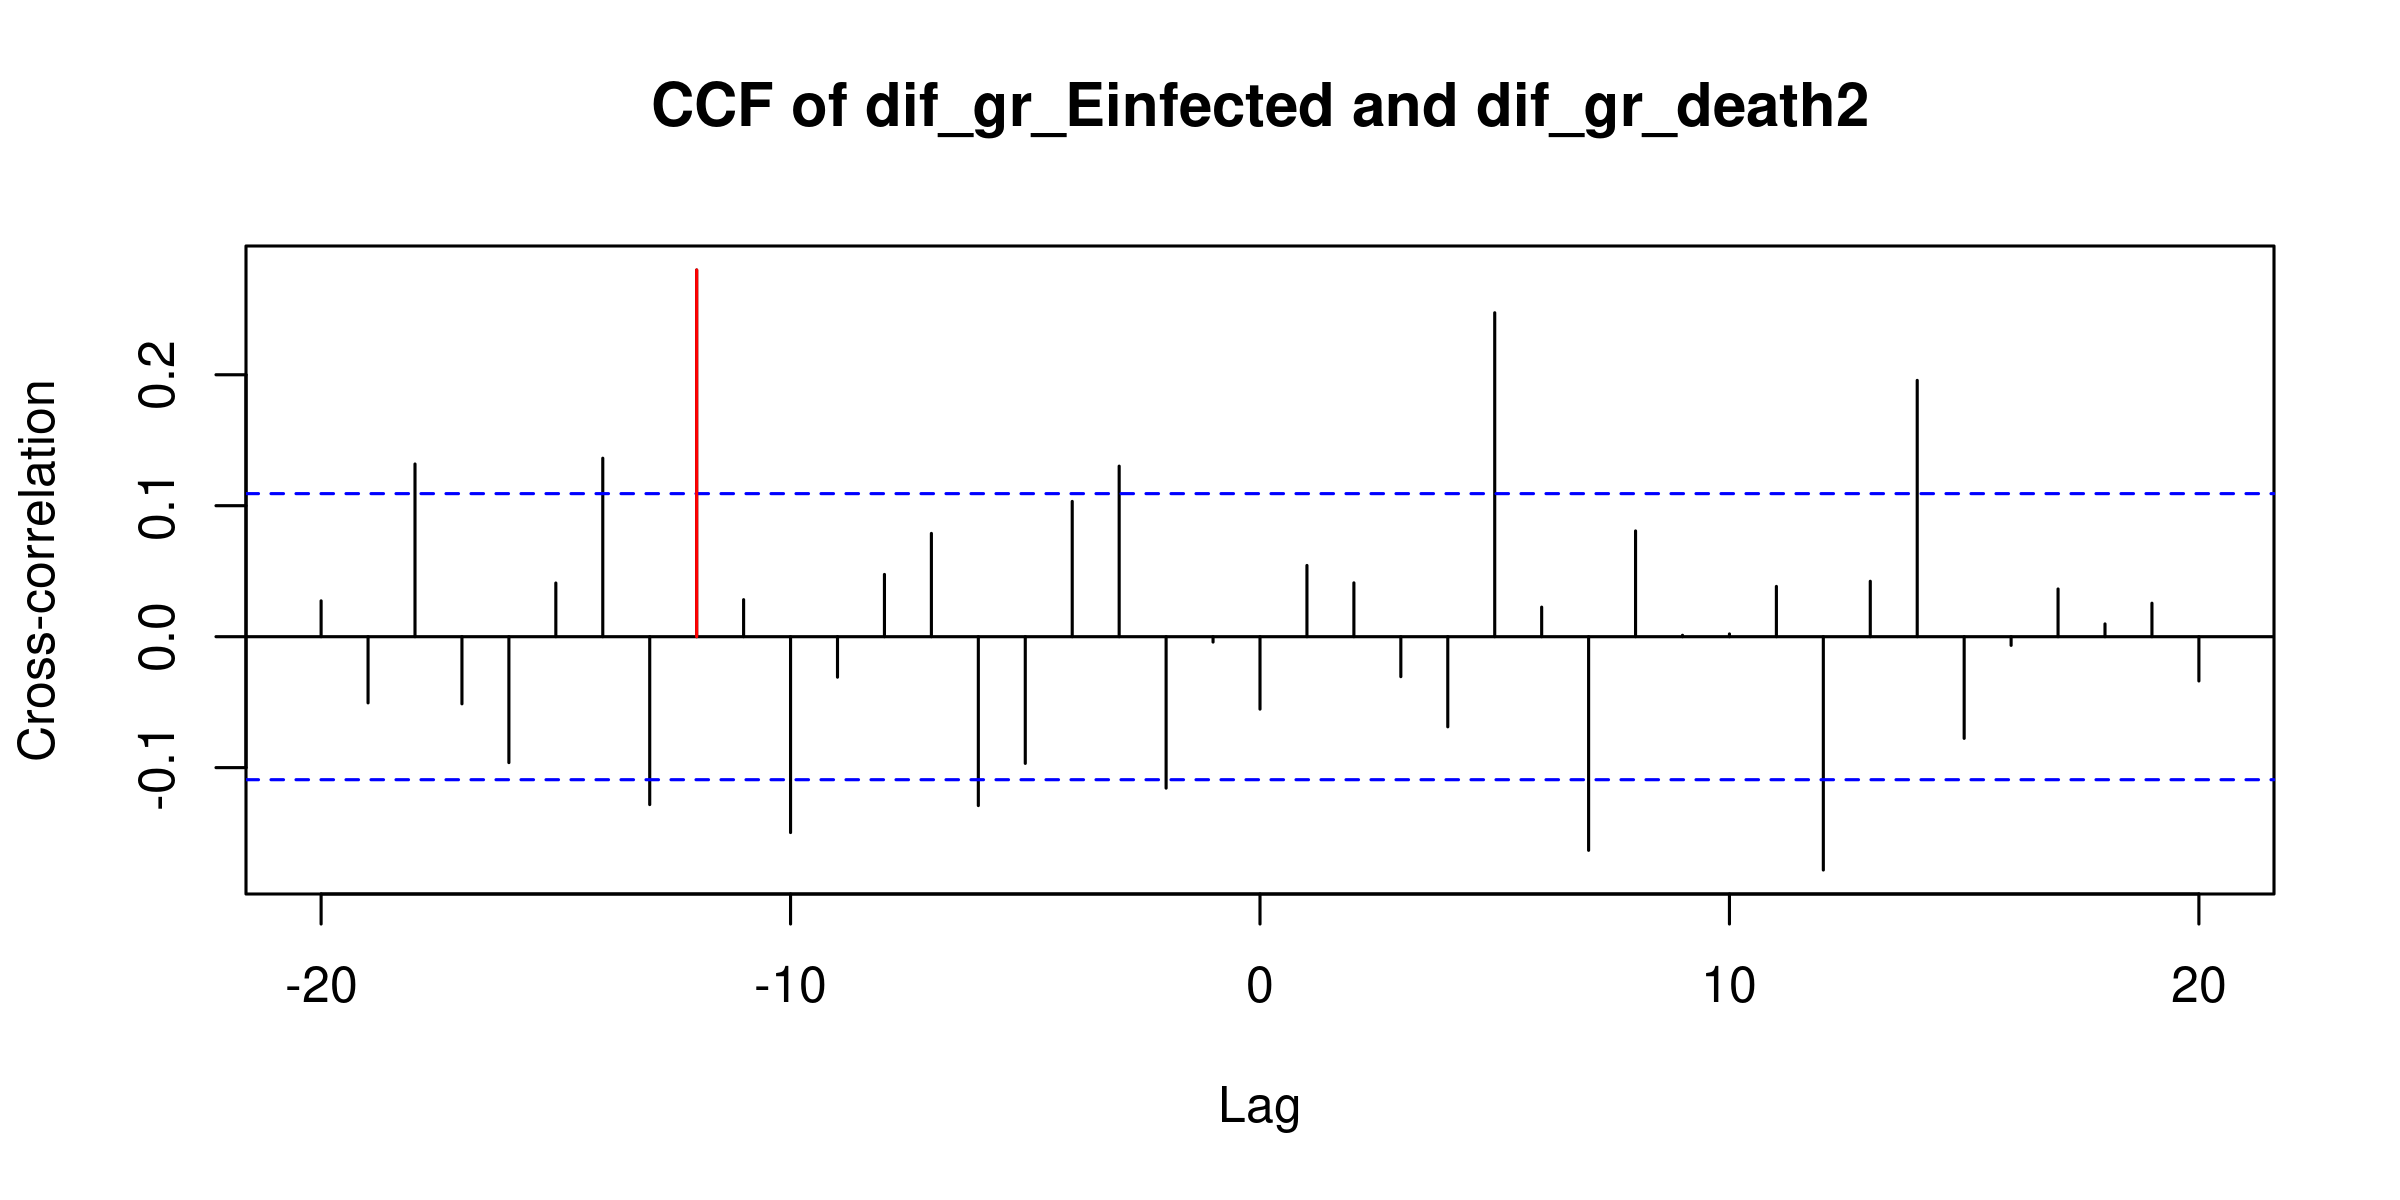 CCF of dif_gr_Einfected and dif_gr_death2
Cross-correlation
0.2
0.1
0.0
-0.1
-20 -10 0 10 20
Lag